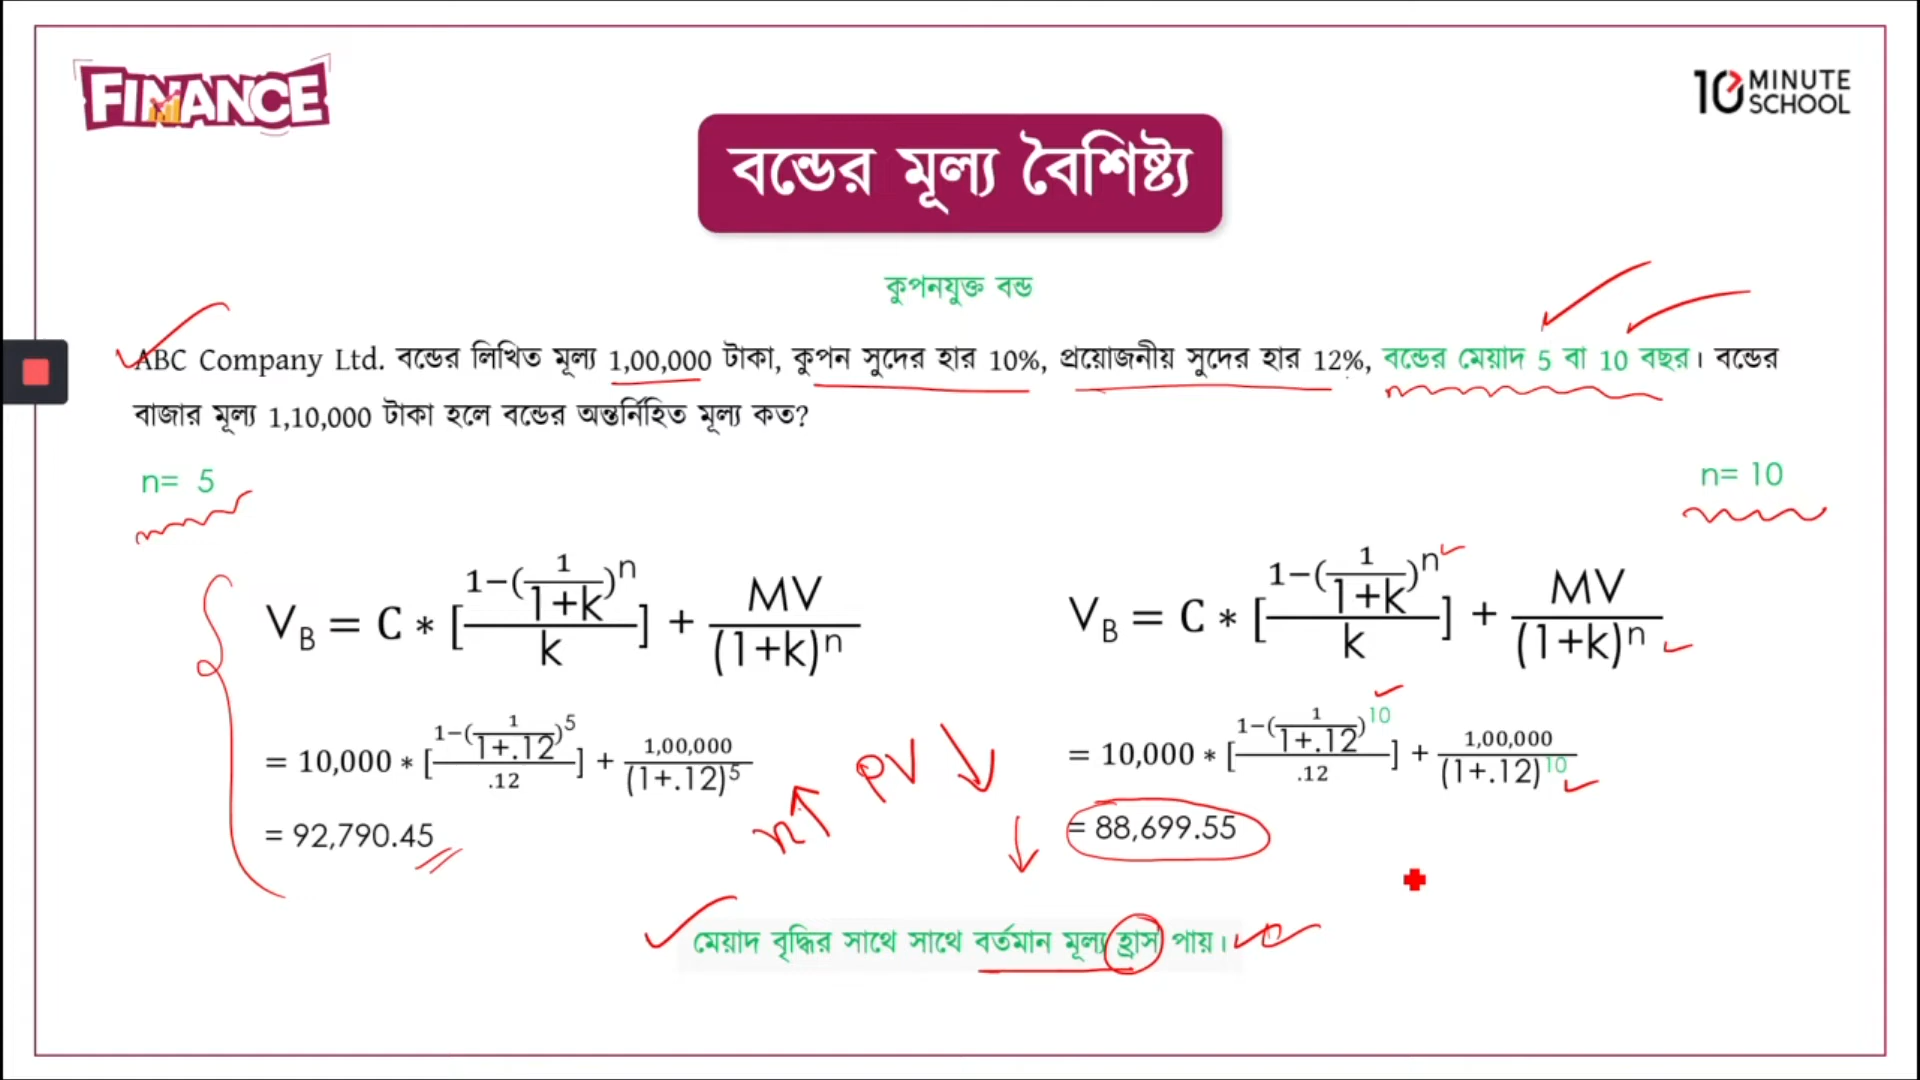 FINANCE
10 MINUTE SCHOOL
বন্ডের মূল্য বৈশিষ্ট্য
কুপনযুক্ত বন্ড
ABC Company Ltd. বন্ডের লিখিত মূল্য 1,00,000 টাকা, কুপন সুদের হার 10%, প্রয়োজনীয় সুদের হার 12%, বন্ডের মেয়াদ 5 বা 10 বছর। বন্ডের
বাজার মূল্য 1,10,000 টাকা হলে বন্ডের অন্তর্নিহিত মূল্য কত?
n= 5
n= 10
V_B = C * [(1-(1/(1+k))^n)/k] + MV/(1+k)^n
= 10,000 * [(1-(1/(1+.12))^5)/.12] + 1,00,000/(1+.12)^5
= 92,790.45
V_B = C * [(1-(1/(1+k))^n)/k] + MV/(1+k)^n
= 10,000 * [(1-(1/(1+.12))^10)/.12] + 1,00,000/(1+.12)^10
= 88,699.55
n↑ PV ↓
মেয়াদ বৃদ্ধির সাথে সাথে বর্তমান মূল্য হ্রাস পায়।